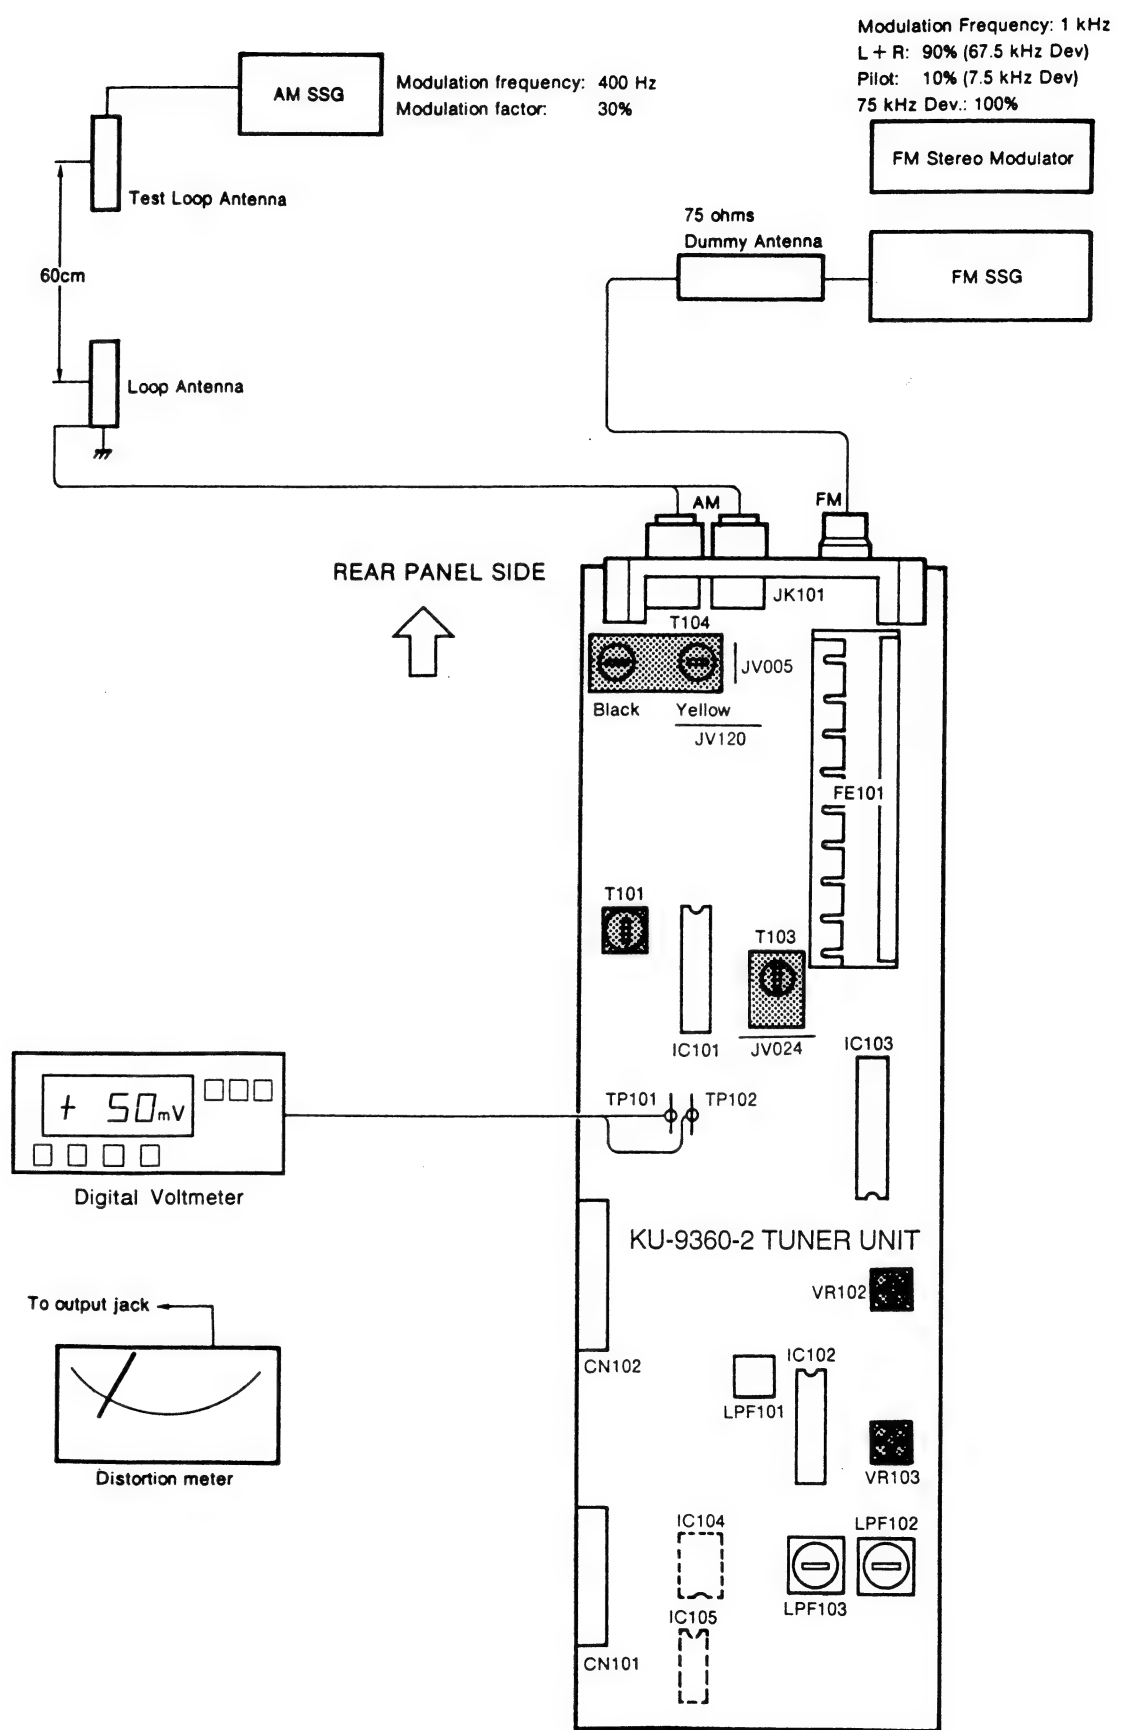 Modulation Frequency: 1 kHz
L + R: 90% (67.5 kHz Dev)
Pilot: 10% (7.5 kHz Dev)
75 kHz Dev.: 100%
AM SSG
Modulation frequency: 400 Hz
Modulation factor: 30%
FM Stereo Modulator
Test Loop Antenna
75 ohms
Dummy Antenna
FM SSG
60cm
Loop Antenna
AM
FM
REAR PANEL SIDE
JK101
T104
JV005
Black Yellow
JV120
FE101
T101
T103
IC101
JV024
IC103
TP101 TP102
+ 50mV
Digital Voltmeter
KU-9360-2 TUNER UNIT
VR102
To output jack
CN102
IC102
LPF101
VR103
Distortion meter
IC104
LPF102
LPF103
IC105
CN101